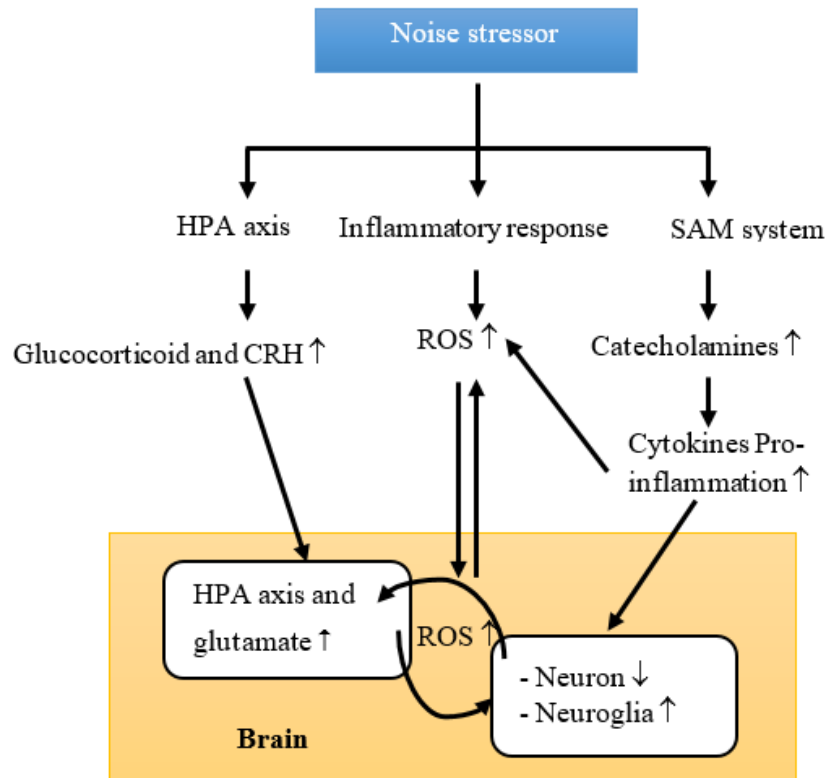 Noise stressor
HPA axis
Inflammatory response
SAM system
Glucocorticoid and CRH ↑
ROS ↑
Catecholamines ↑
Cytokines Pro-
inflammation ↑
HPA axis and
glutamate ↑
ROS ↑
- Neuron ↓
- Neuroglia ↑
Brain